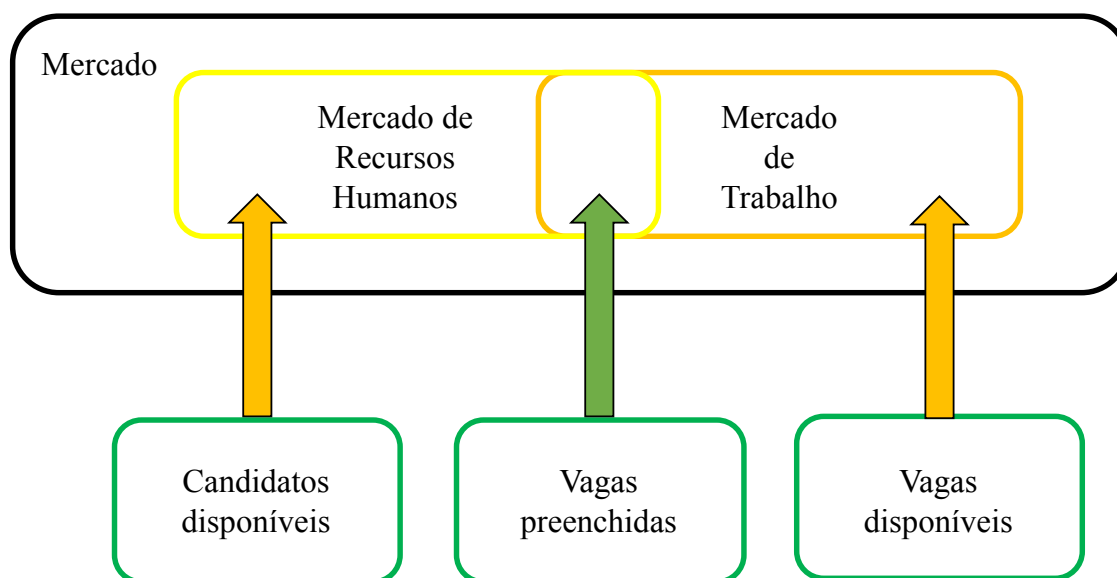 Mercado
Mercado de
Recursos
Humanos
Mercado
de
Trabalho
Candidatos
disponíveis
Vagas
preenchidas
Vagas
disponíveis